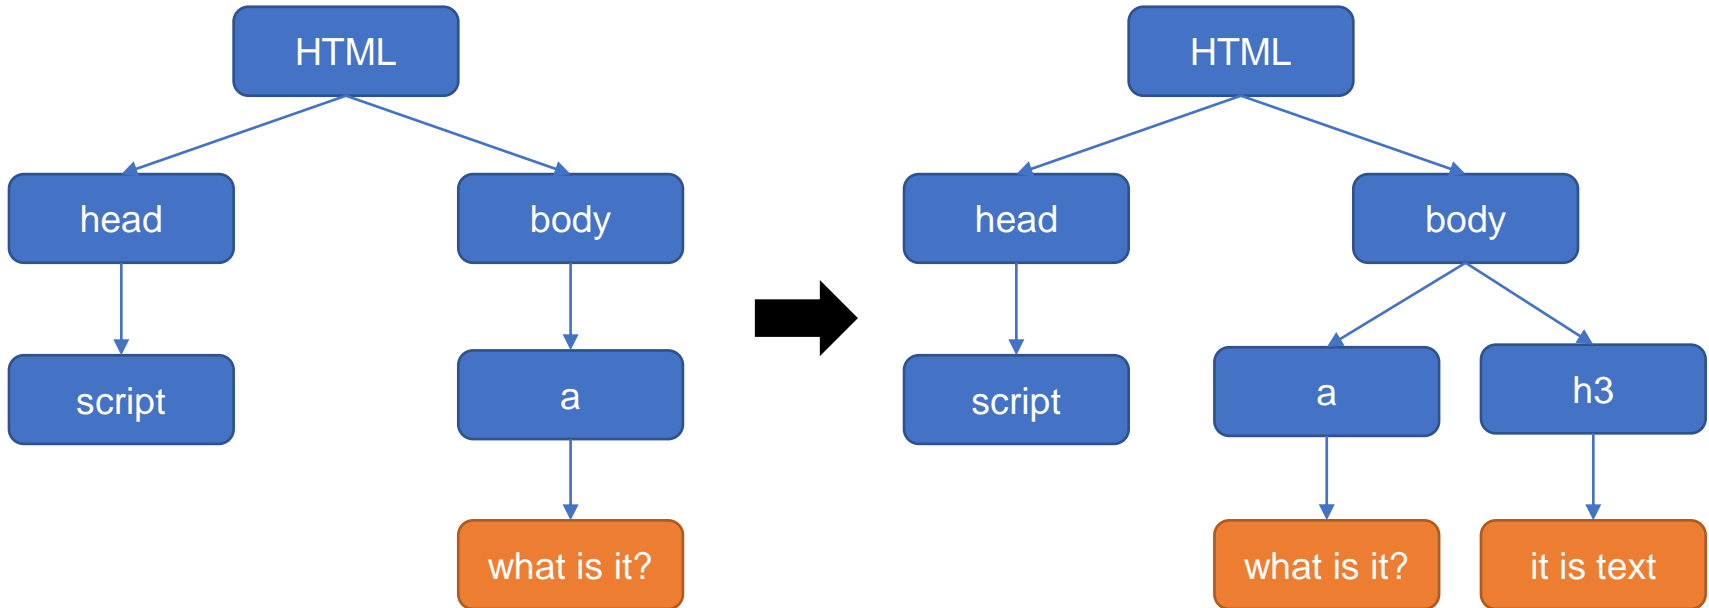 HTML
head
body
script
a
what is it?
HTML
head
body
script
a
h3
what is it?
it is text